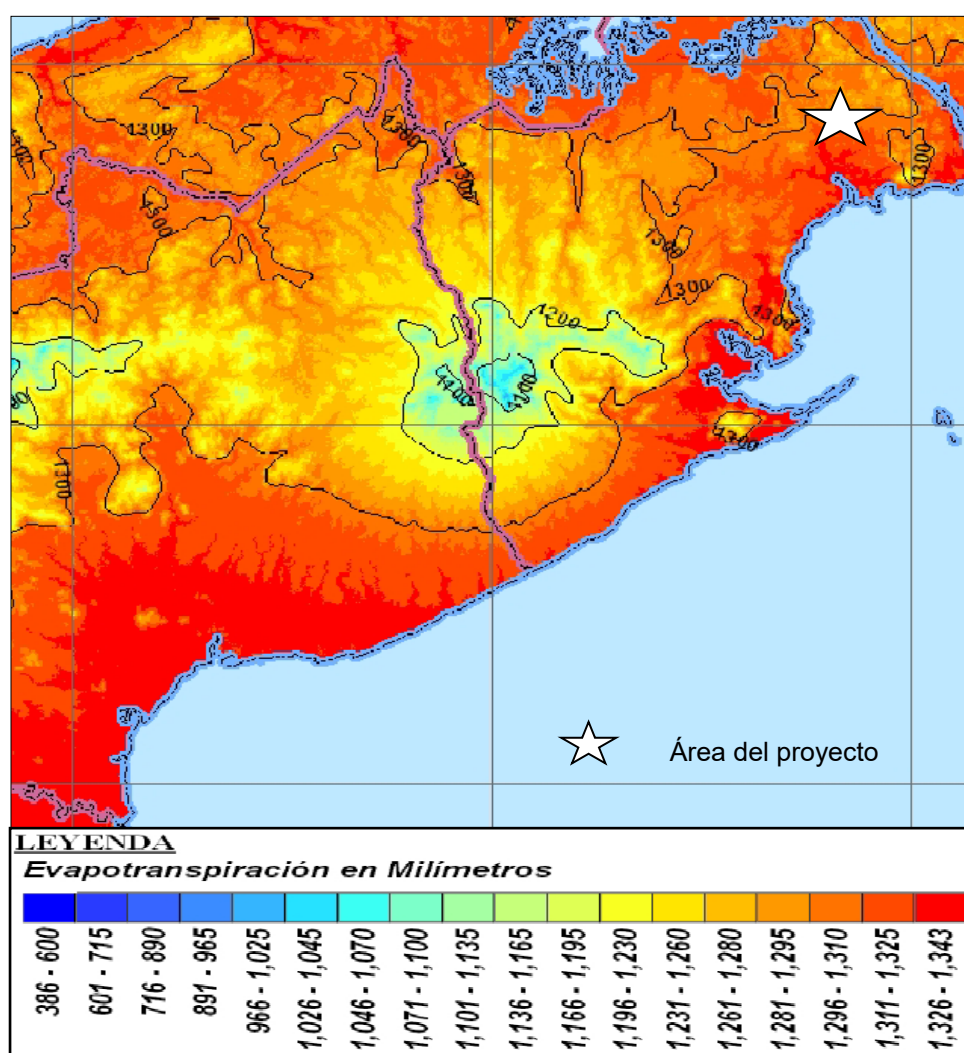 1300
1300
1300
1300
1300
1300
1300
1300
1200
1300
1300
Área del proyecto
LEYENDA
Evapotranspiración en Milímetros
386 - 600
601 - 715
716 - 890
891 - 965
966 - 1,025
1,026 - 1,045
1,046 - 1,070
1,071 - 1,100
1,101 - 1,135
1,136 - 1,165
1,166 - 1,195
1,196 - 1,230
1,231 - 1,260
1,261 - 1,280
1,281 - 1,295
1,296 - 1,310
1,311 - 1,325
1,326 - 1,343